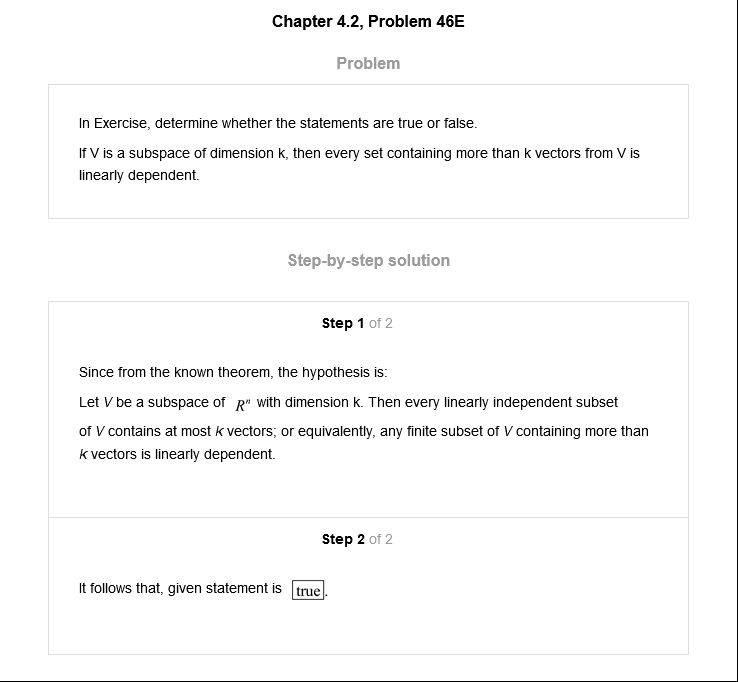 Chapter 4.2, Problem 46E
Problem
In Exercise, determine whether the statements are true or false.
If V is a subspace of dimension k, then every set containing more than k vectors from V is
linearly dependent.
Step-by-step solution
Step 1 of 2
Since from the known theorem, the hypothesis is:
Let V be a subspace of Rⁿ with dimension k. Then every linearly independent subset
of V contains at most k vectors; or equivalently, any finite subset of V containing more than
k vectors is linearly dependent.
Step 2 of 2
It follows that, given statement is true.